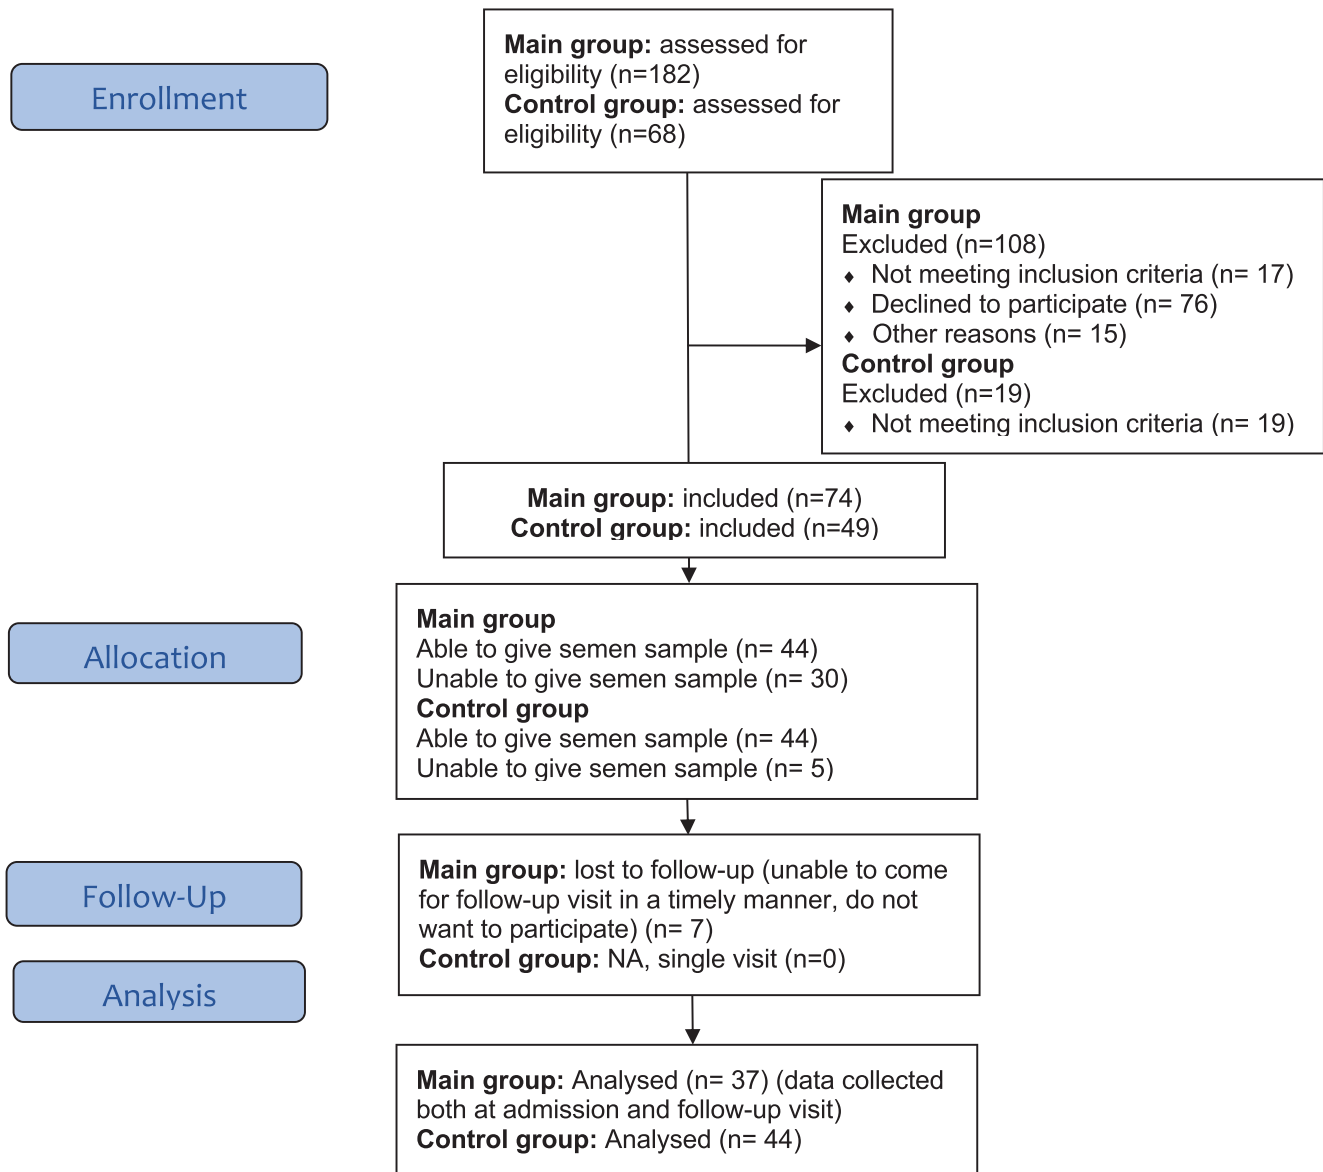 Enrollment
Main group: assessed for
eligibility (n=182)
Control group: assessed for
eligibility (n=68)
Main group
Excluded (n=108)
♦ Not meeting inclusion criteria (n= 17)
♦ Declined to participate (n= 76)
♦ Other reasons (n= 15)
Control group
Excluded (n=19)
♦ Not meeting inclusion criteria (n= 19)
Main group: included (n=74)
Control group: included (n=49)
Allocation
Main group
Able to give semen sample (n= 44)
Unable to give semen sample (n= 30)
Control group
Able to give semen sample (n= 44)
Unable to give semen sample (n= 5)
Follow-Up
Main group: lost to follow-up (unable to come
for follow-up visit in a timely manner, do not
want to participate) (n= 7)
Control group: NA, single visit (n=0)
Analysis
Main group: Analysed (n= 37) (data collected
both at admission and follow-up visit)
Control group: Analysed (n= 44)